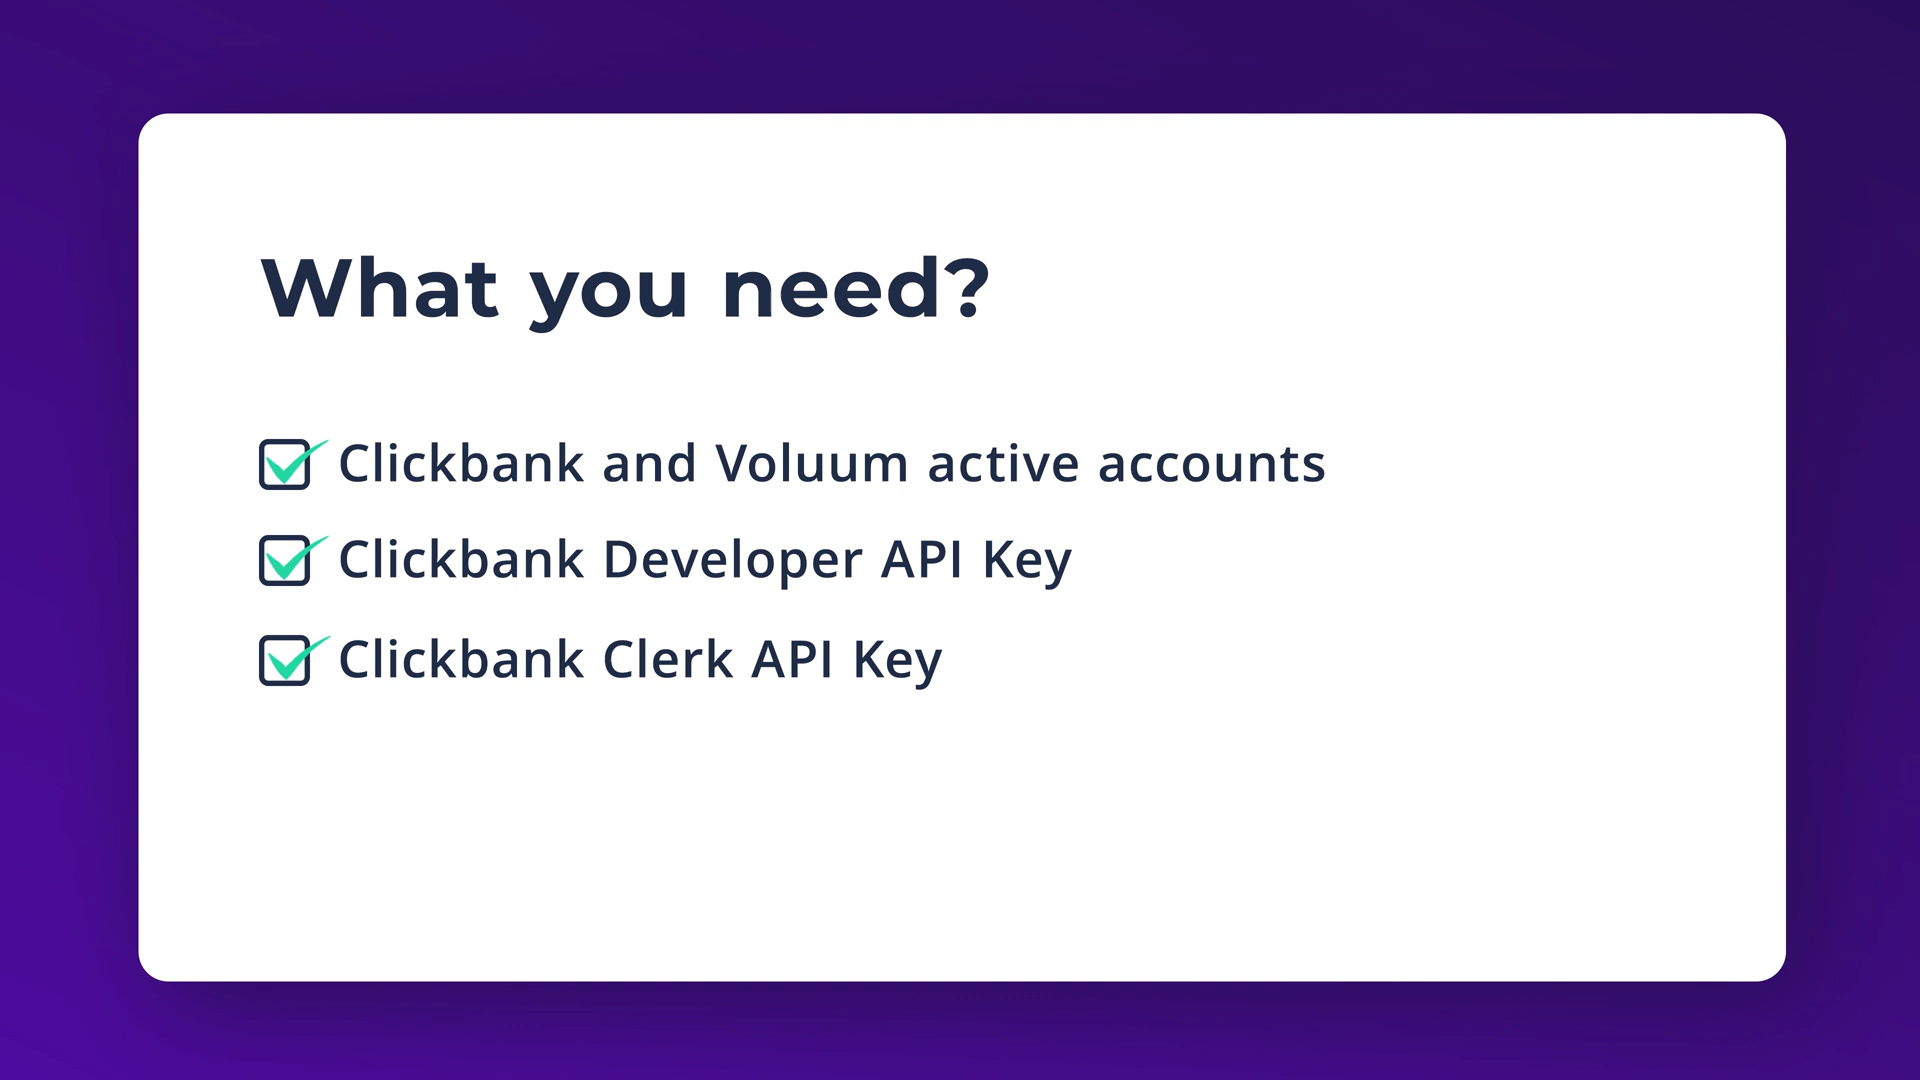 What you need?
Clickbank and Voluum active accounts
Clickbank Developer API Key
Clickbank Clerk API Key